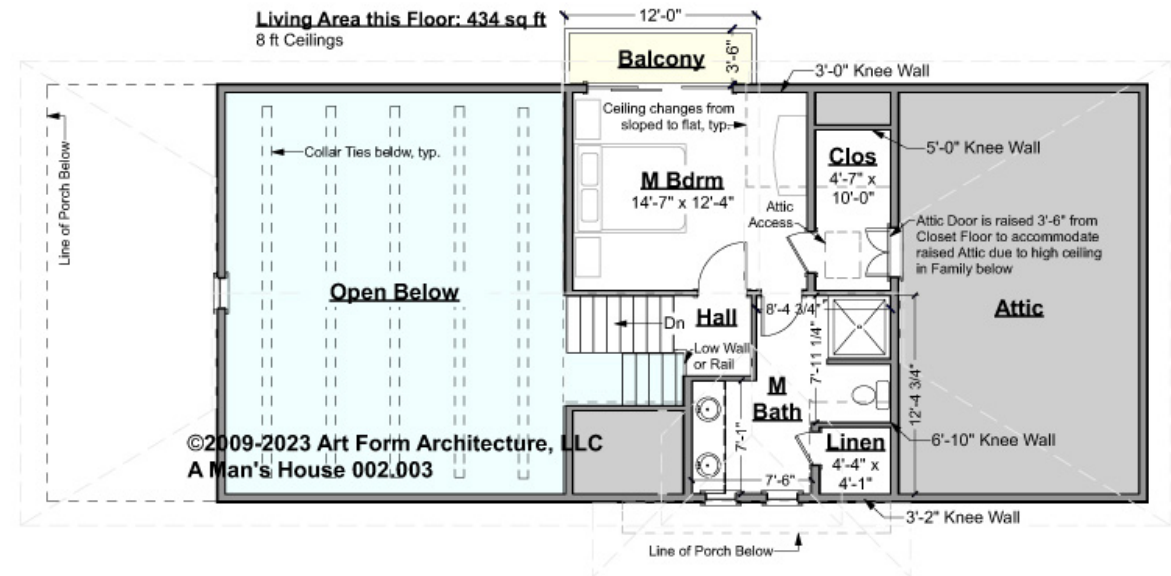 Living Area this Floor: 434 sq ft
8 ft Ceilings
12'-0"
Balcony
3'-6"
3'-0" Knee Wall
Ceiling changes from
sloped to flat, typ.
Line of Porch Below
Collair Ties below, typ.
M Bdrm
14'-7" x 12'-4"
Clos
4'-7" x
10'-0"
5'-0" Knee Wall
Attic
Access
Attic Door is raised 3'-6" from
Closet Floor to accommodate
raised Attic due to high ceiling
in Family below
Open Below
Attic
Hall
8'-4 3/4"
Dn
Low Wall
or Rail
7'-11 1/4"
12'-4 3/4"
M
Bath
7'-1"
7'-6"
Linen
4'-4" x
4'-1"
6'-10" Knee Wall
3'-2" Knee Wall
©2009-2023 Art Form Architecture, LLC
A Man's House 002.003
Line of Porch Below